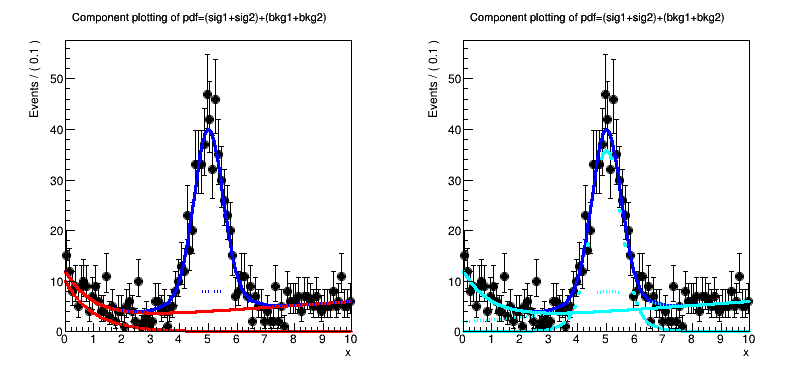 Component plotting of pdf=(sig1+sig2)+(bkg1+bkg2)
Events / ( 0.1 )
50
40
30
20
10
0
0 1 2 3 4 5 6 7 8 9 10
x
Component plotting of pdf=(sig1+sig2)+(bkg1+bkg2)
Events / ( 0.1 )
50
40
30
20
10
0
0 1 2 3 4 5 6 7 8 9 10
x